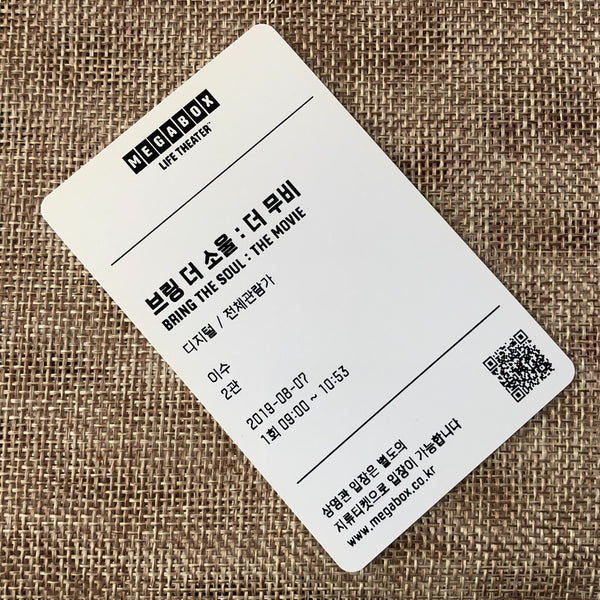 MEGABOX
LIFE THEATER
브링 더 소울 : 더 무비
BRING THE SOUL : THE MOVIE
디지털 / 전체관람가
이수
2관
2019-08-07
1회 09:00 ~ 10:53
상영관 입장은 별도의
지류티켓으로 입장이 가능합니다
www.megabox.co.kr